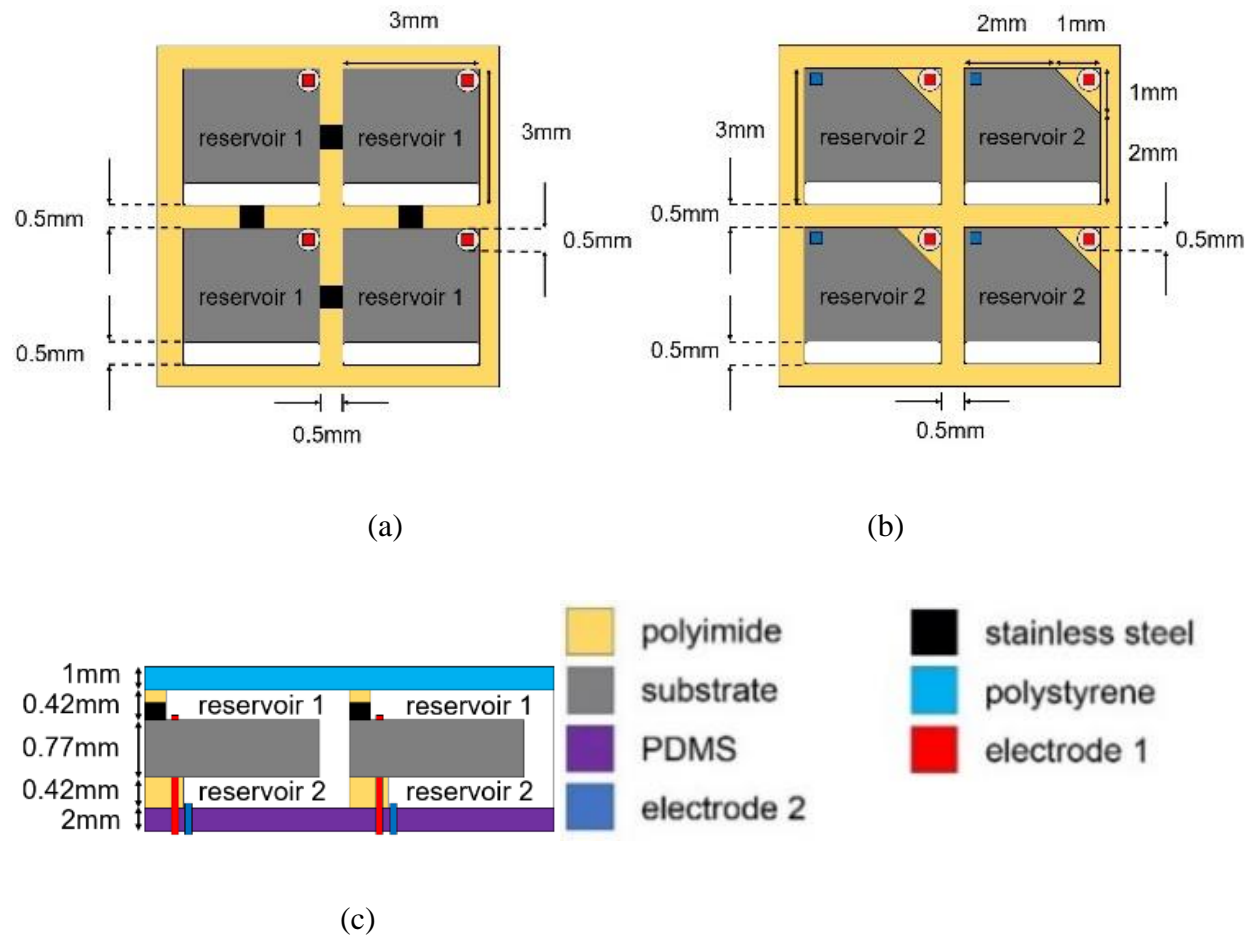 3mm
reservoir 1
reservoir 1
3mm
0.5mm
0.5mm
reservoir 1
reservoir 1
0.5mm
0.5mm
(a)
2mm
1mm
1mm
3mm
reservoir 2
reservoir 2
2mm
0.5mm
0.5mm
reservoir 2
reservoir 2
0.5mm
0.5mm
(b)
1mm
0.42mm
reservoir 1
reservoir 1
0.77mm
0.42mm
reservoir 2
reservoir 2
2mm
(c)
polyimide
substrate
PDMS
electrode 2
stainless steel
polystyrene
electrode 1